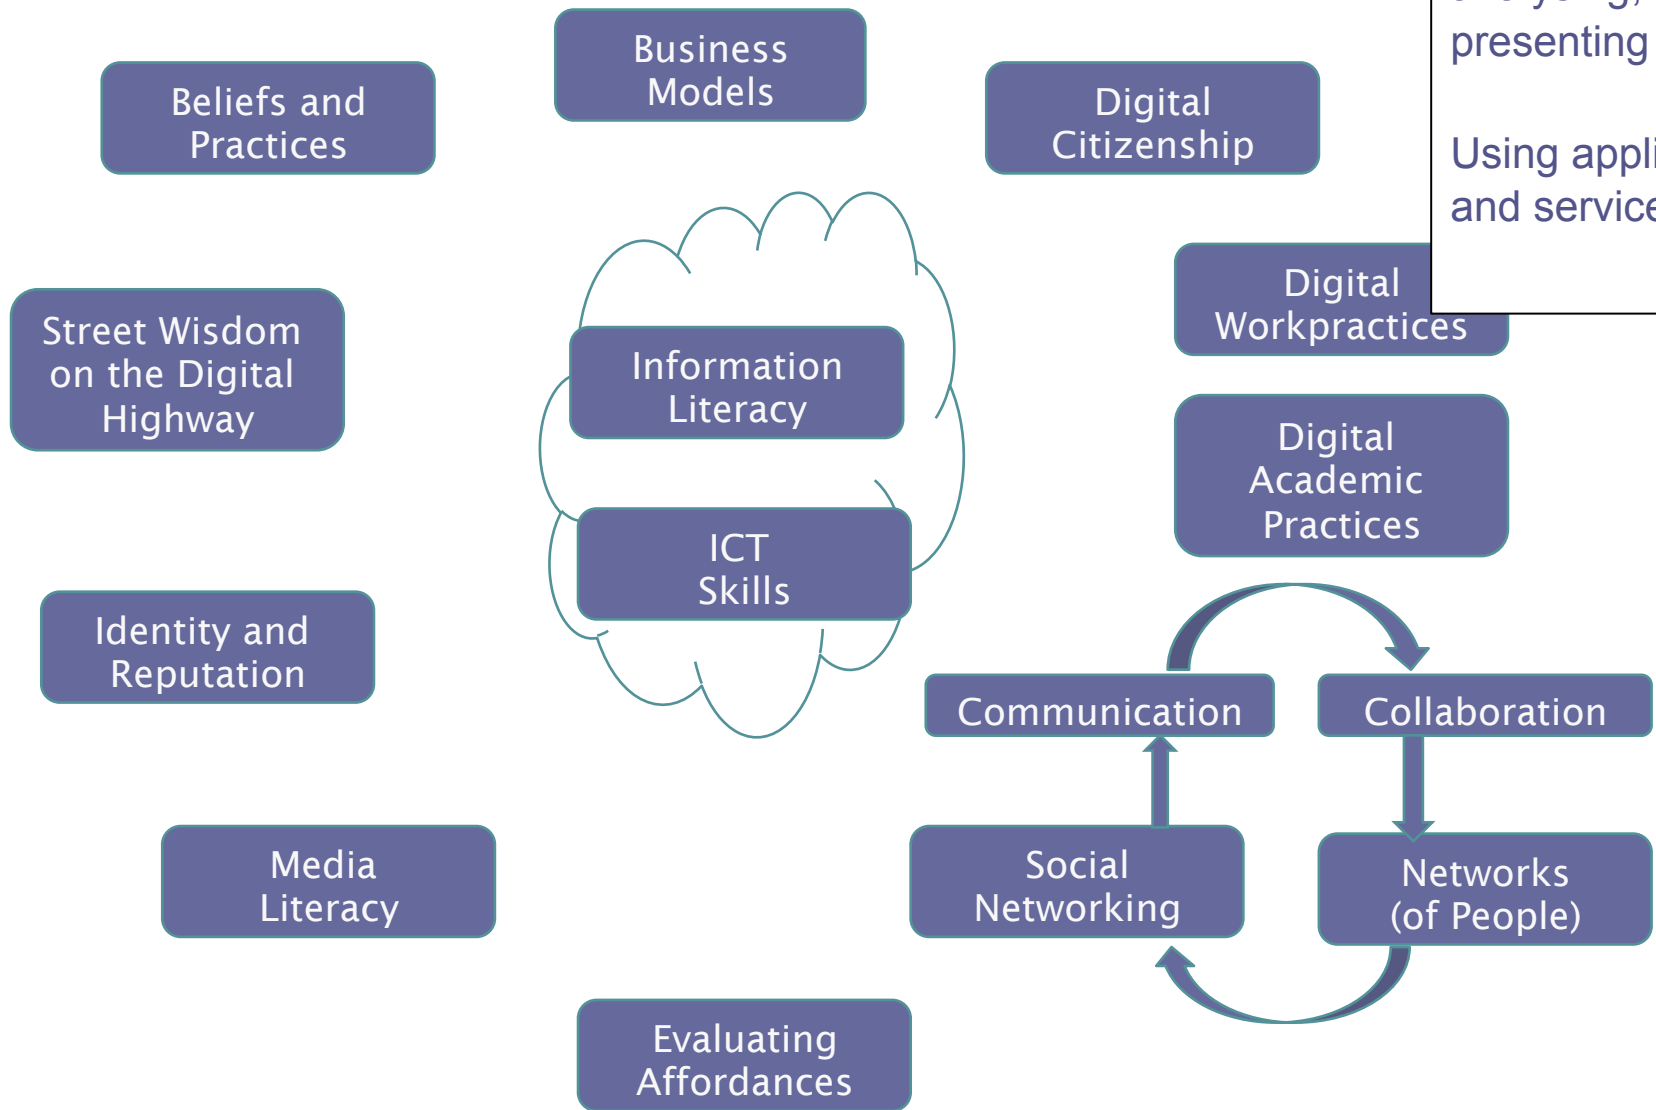 Business
Models
Beliefs and
Practices
Digital
Citizenship
presenting
Using
and
Street Wisdom
on the Digital
Highway
Information
Literacy
Digital
Workpractices
Digital
Academic
Practices
ICT
Skills
Identity and
Reputation
Communication
Collaboration
Media
Literacy
Social
Networking
Networks
(of People)
Evaluating
Affordances